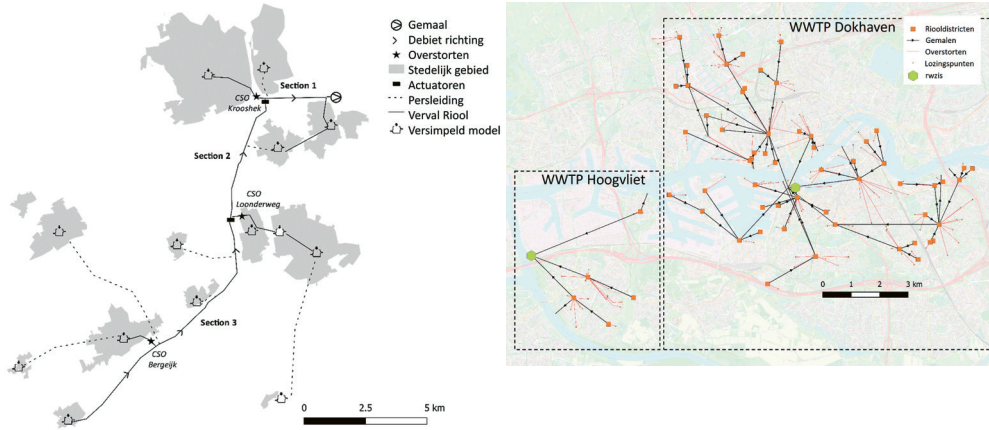 Gemaal
Debiet richting
Overstorten
Stedelijk gebied
Actuatoren
Persleiding
Verval Riool
Versimpeld model
CSO
Krooshek
Section 1
Section 2
CSO
Loonderweg
Section 3
CSO
Bergeijk
0
2.5
5 km
WWTP Dokhaven
Riooldistricten
Gemalen
Overstorten
Lozingspunten
rwzis
WWTP Hoogvliet
0 1 2 3 km